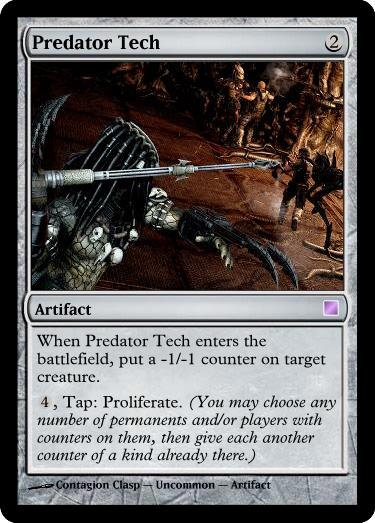 Predator Tech 2
Artifact
When Predator Tech enters the
battlefield, put a -1/-1 counter on target
creature.
4 , Tap: Proliferate. (You may choose any
number of permanents and/or players with
counters on them, then give each another
counter of a kind already there.)
Contagion Clasp — Uncommon — Artifact